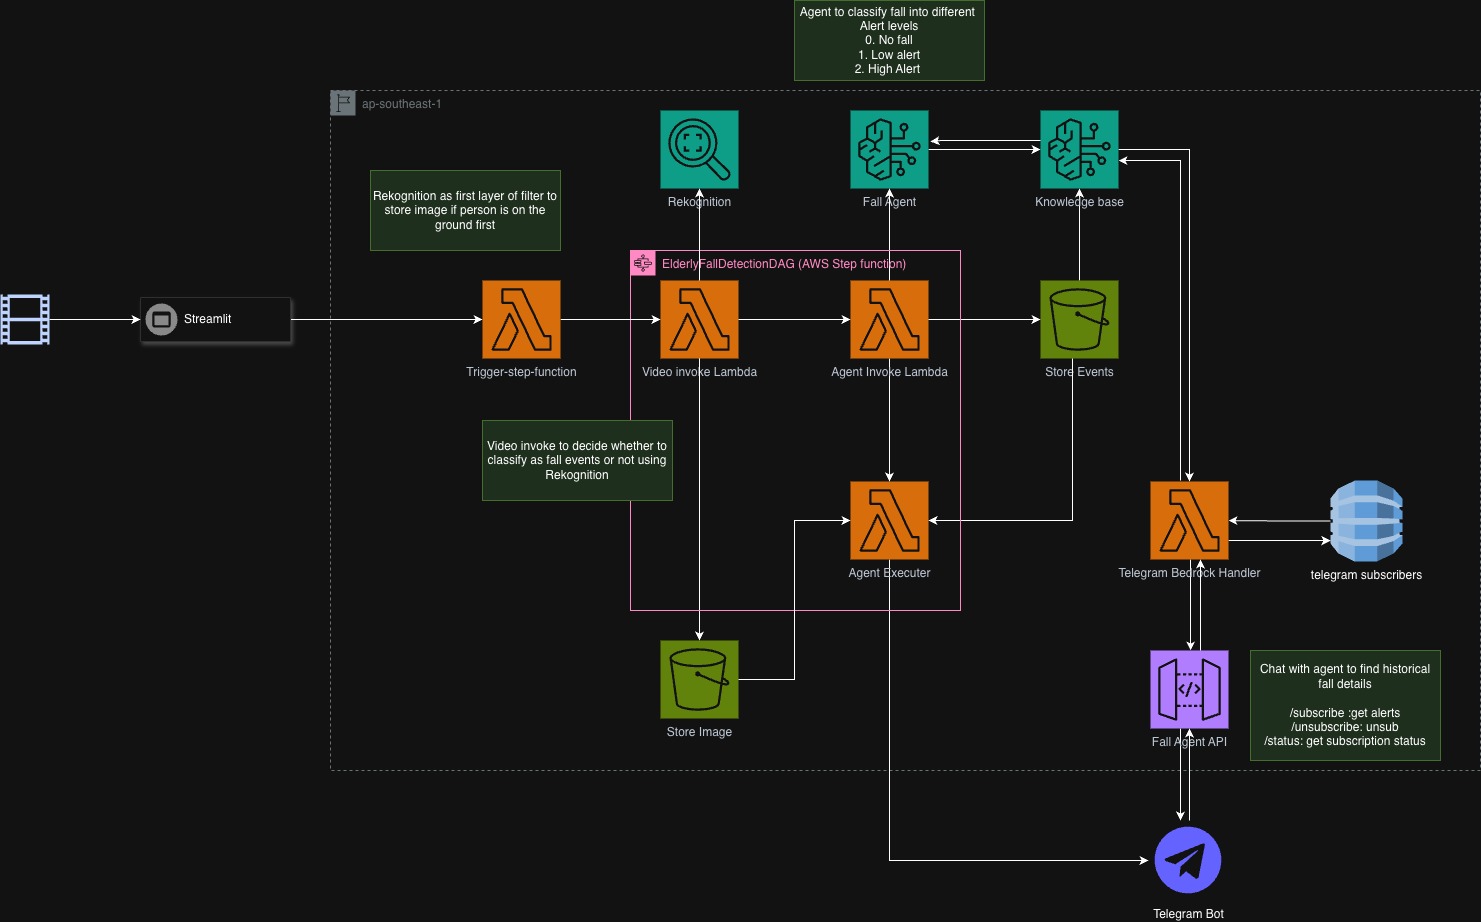 Agent to classify fall into different
Alert levels
0. No fall
1. Low alert
2. High Alert
ap-southeast-1
Rekognition as first layer of filter to
store image if person is on the
ground first
Rekognition
Fall Agent
Knowledge base
ElderlyFallDetectionDAG (AWS Step function)
Streamlit
Trigger-step-function
Video invoke Lambda
Agent Invoke Lambda
Store Events
Video invoke to decide whether to
classify as fall events or not using
Rekognition
Agent Executer
Telegram Bedrock Handler
telegram subscribers
Store Image
Fall Agent API
Chat with agent to find historical
fall details
/subscribe :get alerts
/unsubscribe: unsub
/status: get subscription status
Telegram Bot